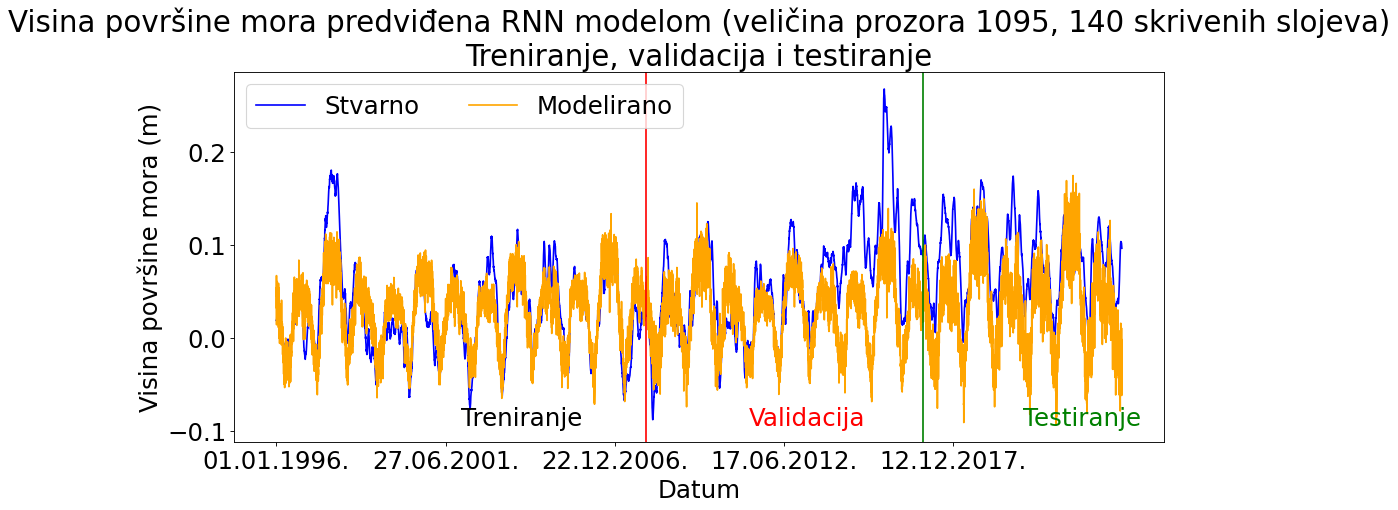 Visina površine mora predviđena RNN modelom (veličina prozora 1095, 140 skrivenih slojeva)
Treniranje, validacija i testiranje
Stvarno
Modelirano
Visina površine mora (m)
0.2
0.1
0.0
−0.1
Treniranje
Validacija
Testiranje
01.01.1996.
27.06.2001.
22.12.2006.
17.06.2012.
12.12.2017.
Datum